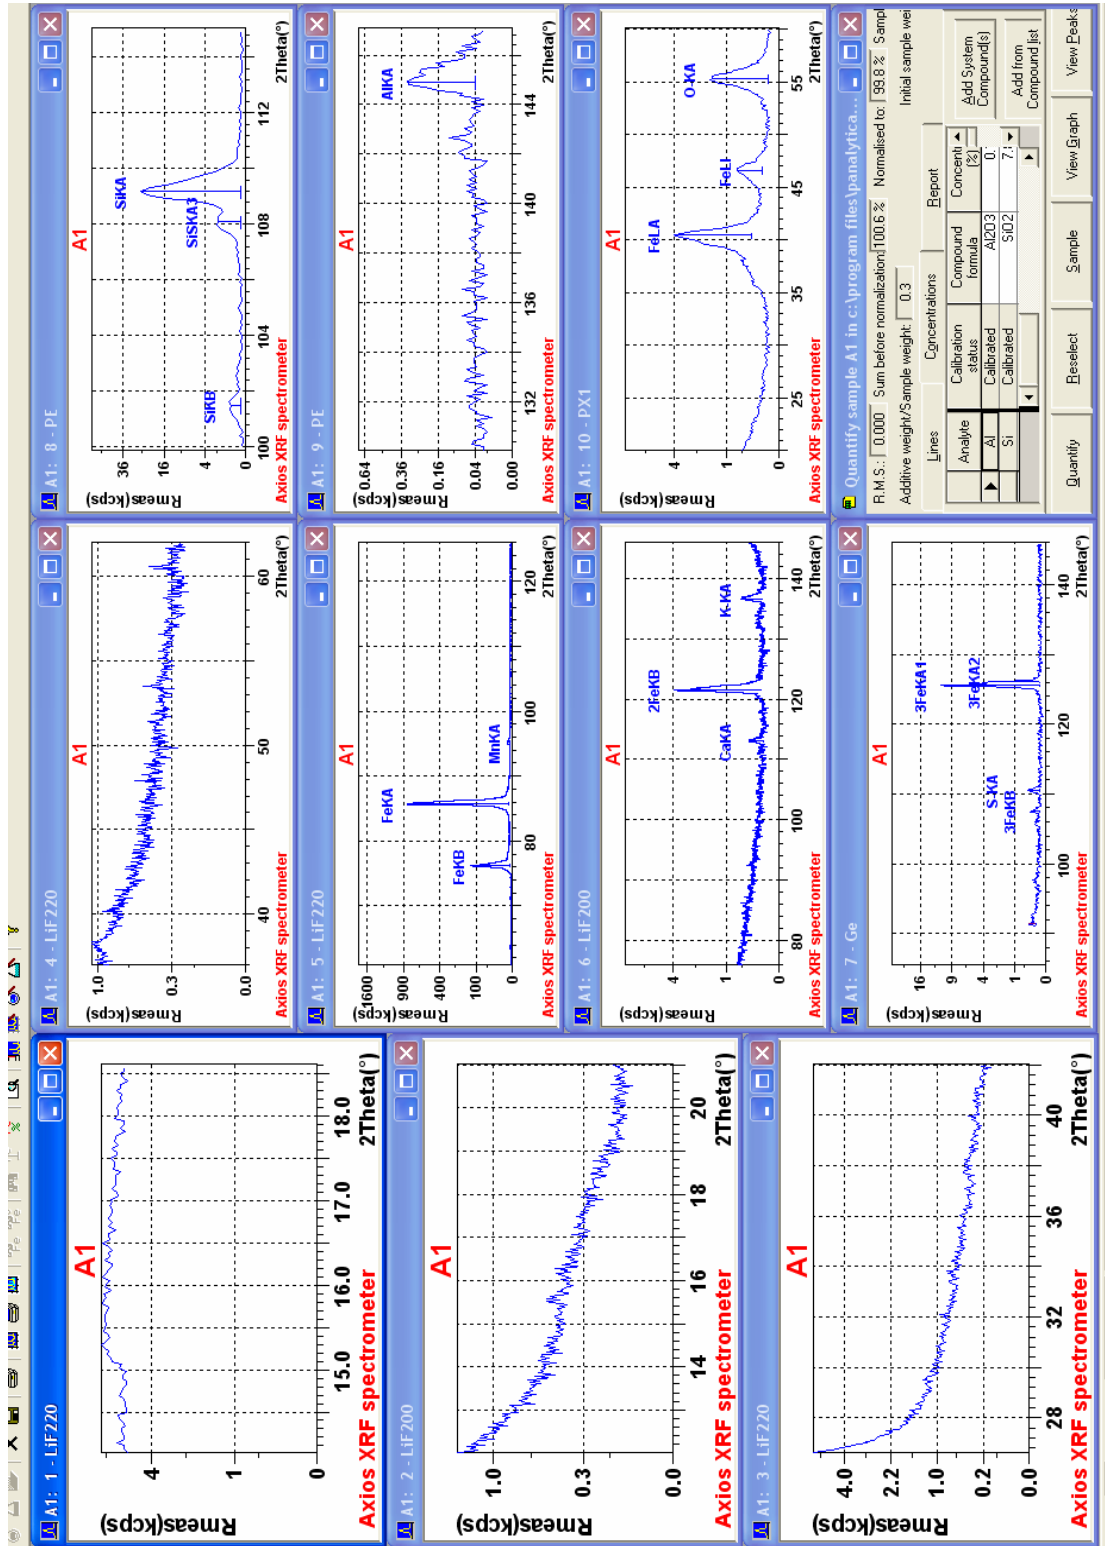 A1: 1 - LiF220
A1
Rmeas(kcps)
4
1
0
15.0 16.0 17.0 18.0
Axios XRF spectrometer 2Theta(°)
A1: 2 - LiF200
A1
Rmeas(kcps)
1.0
0.3
0.0
14 16 18 20
Axios XRF spectrometer 2Theta(°)
A1: 3 - LiF220
A1
Rmeas(kcps)
4.0
2.2
1.0
0.2
0.0
28 32 36 40
Axios XRF spectrometer 2Theta(°)
A1: 4 - LiF220
A1
Rmeas(kcps)
1.0
0.3
0.0
40 50 60
Axios XRF spectrometer 2Theta(°)
A1: 5 - LiF220
A1
Rmeas(kcps)
1600
900
400
100
0
FeKB FeKA MnKA
80 100 120
Axios XRF spectrometer 2Theta(°)
A1: 6 - LiF200
A1
Rmeas(kcps)
4
1
0
CaKA 2FeKB K-KA
80 100 120 140
Axios XRF spectrometer 2Theta(°)
A1: 7 - Ge
A1
Rmeas(kcps)
16
9
4
1
0
3FeKB S-KA 3FeKA1 3FeKA2
100 120 140
Axios XRF spectrometer 2Theta(°)
A1: 8 - PE
A1
Rmeas(kcps)
36
16
4
0
SiKB SiSKA3 SiKA
100 104 108 112
Axios XRF spectrometer 2Theta(°)
A1: 9 - PE
A1
Rmeas(kcps)
0.64
0.36
0.16
0.04
0.00
AlKA
132 136 140 144
Axios XRF spectrometer 2Theta(°)
A1: 10 - PX1
A1
Rmeas(kcps)
4
1
0
FeLA FeLl O-KA
25 35 45 55
Axios XRF spectrometer 2Theta(°)
Quantify sample A1 in c:\program files\panalytica...
R.M.S.: 0.000 Sum before normalization: 100.6 % Normalised to: 99.8 % Sampl
Additive weight/Sample weight: 0.3 Initial sample wei
Lines Concentrations Report
Analyte Calibration status Compound formula Concentr (%)
Al Calibrated Al2O3 0.
Si Calibrated SiO2 7.
Add System Compound(s)
Add from Compound list
Quantify Reselect Sample View Graph View Peaks